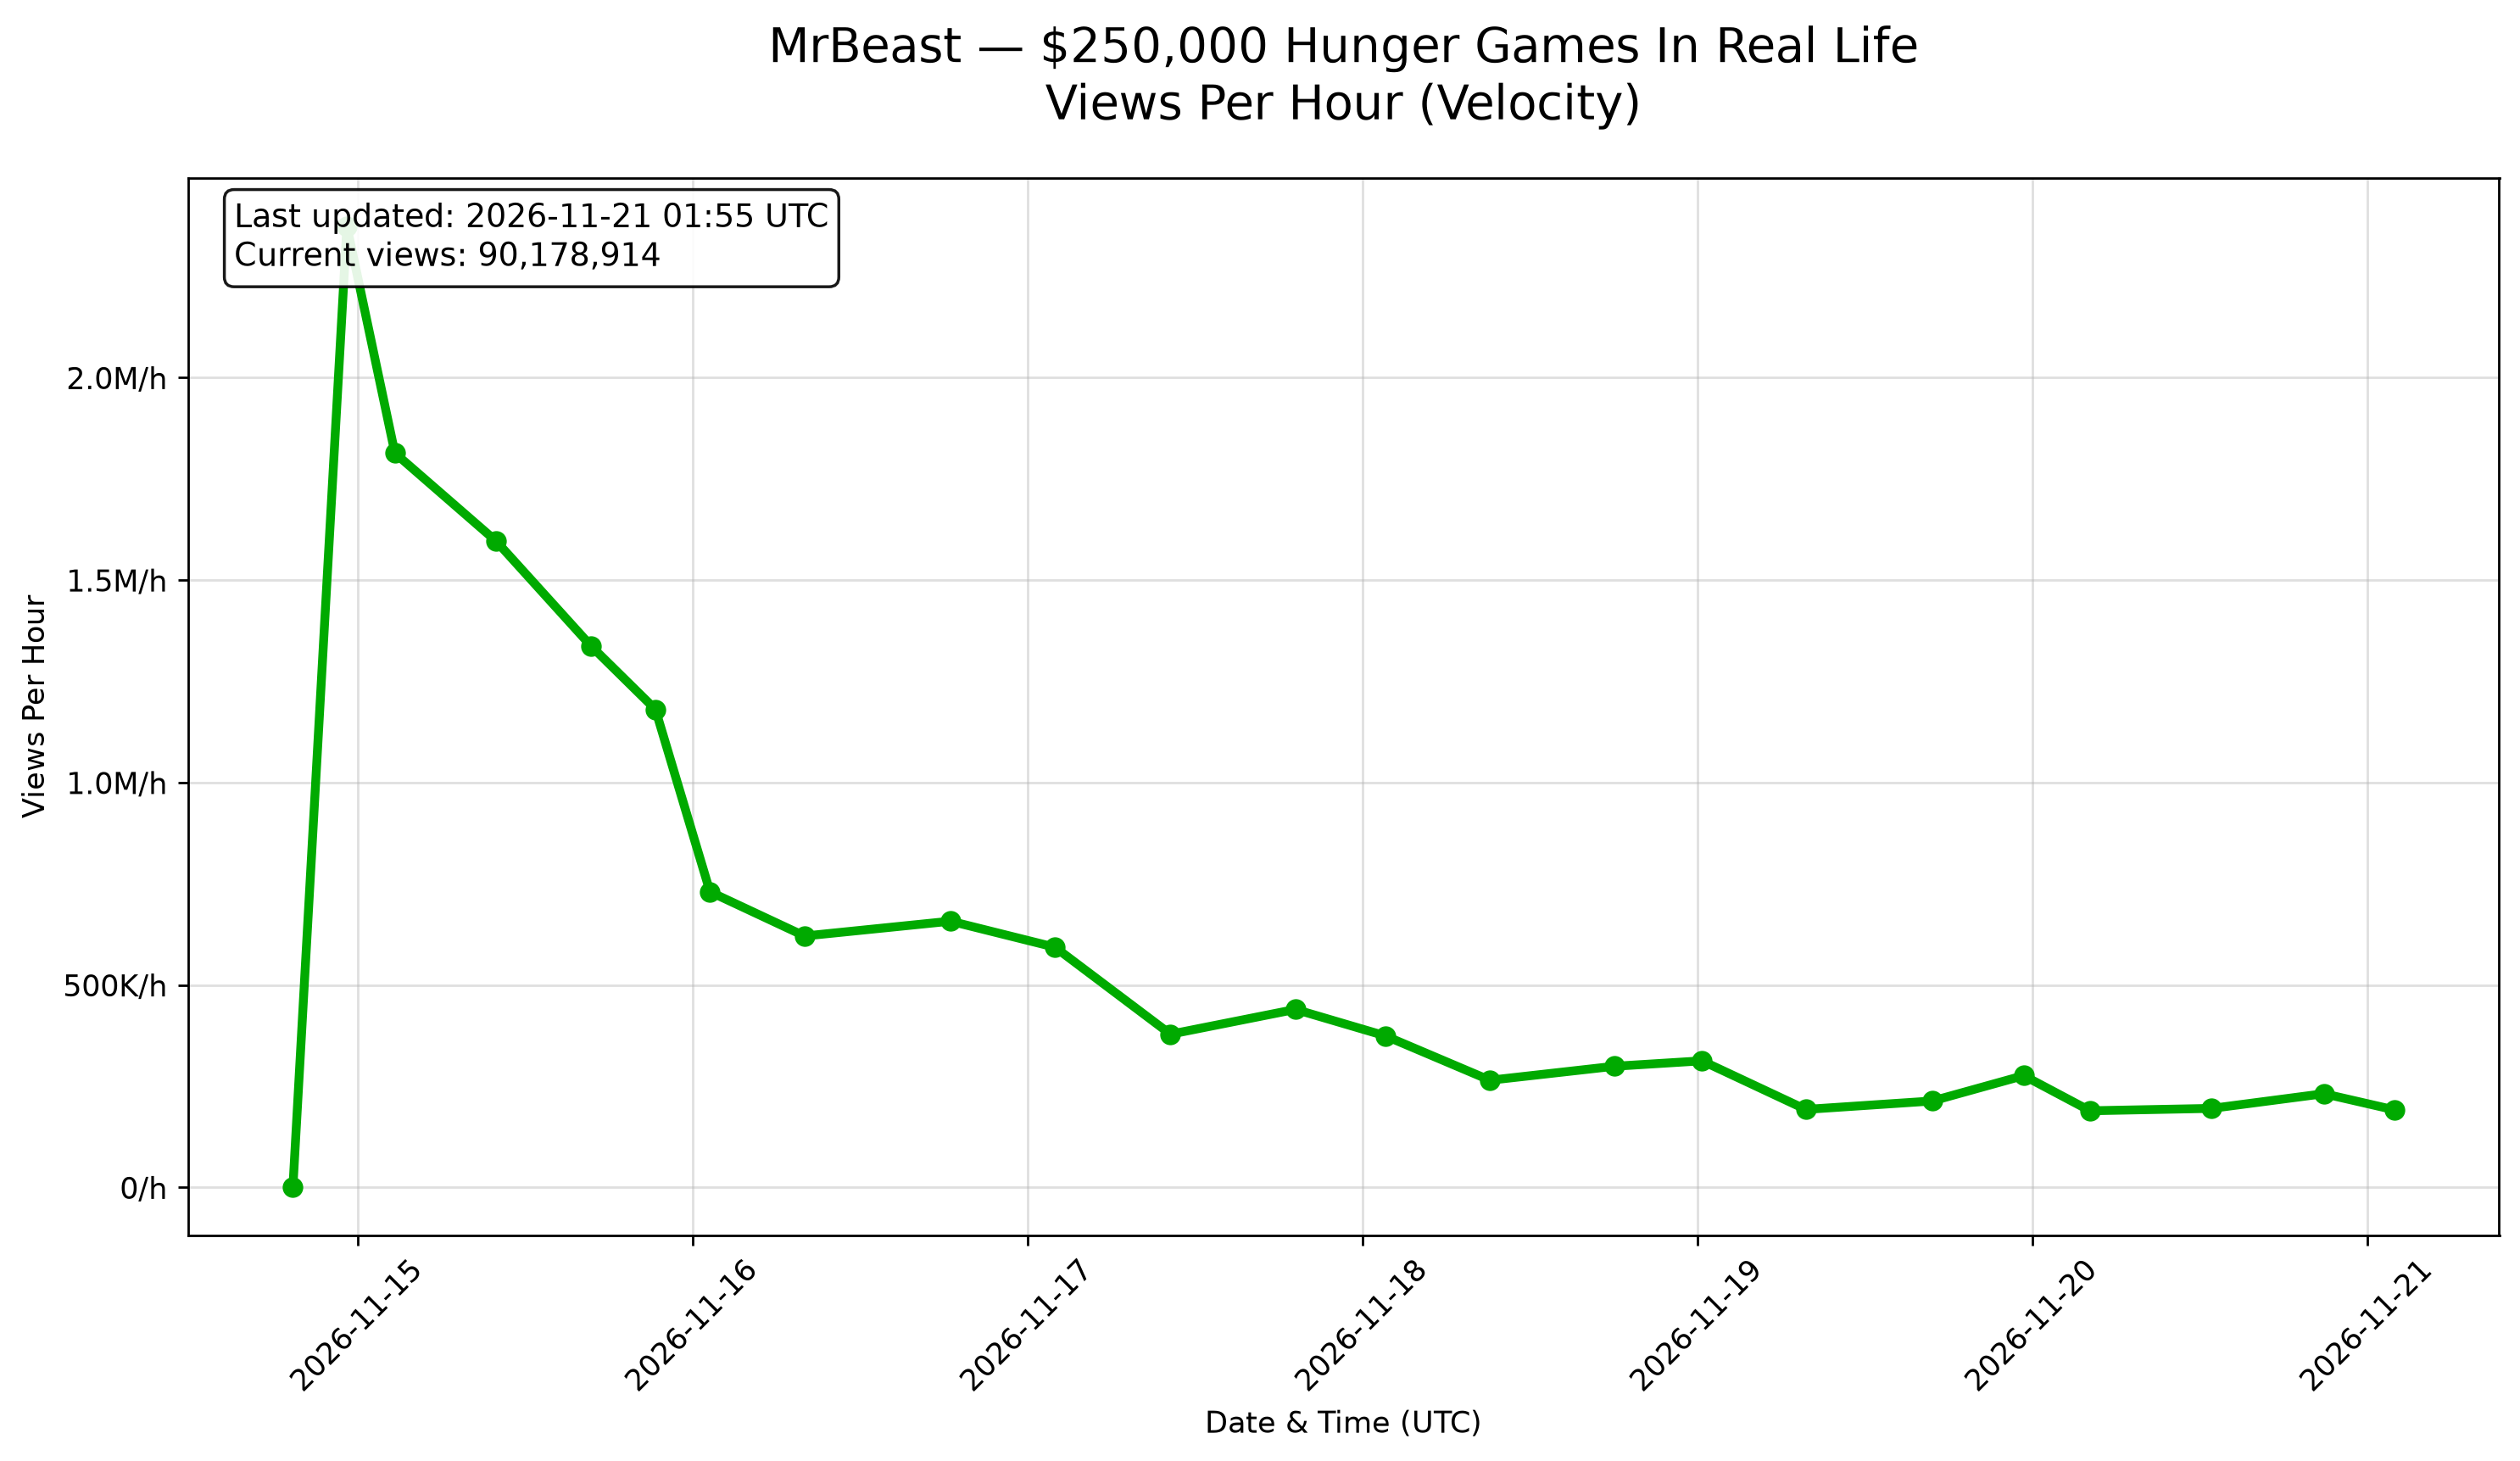 MrBeast — $250,000 Hunger Games In Real Life
Views Per Hour (Velocity)
Last updated: 2026-11-21 01:55 UTC
Current views: 90,178,914
Views Per Hour
2.0M/h
1.5M/h
1.0M/h
500K/h
0/h
2026-11-15
2026-11-16
2026-11-17
2026-11-18
2026-11-19
2026-11-20
2026-11-21
Date & Time (UTC)